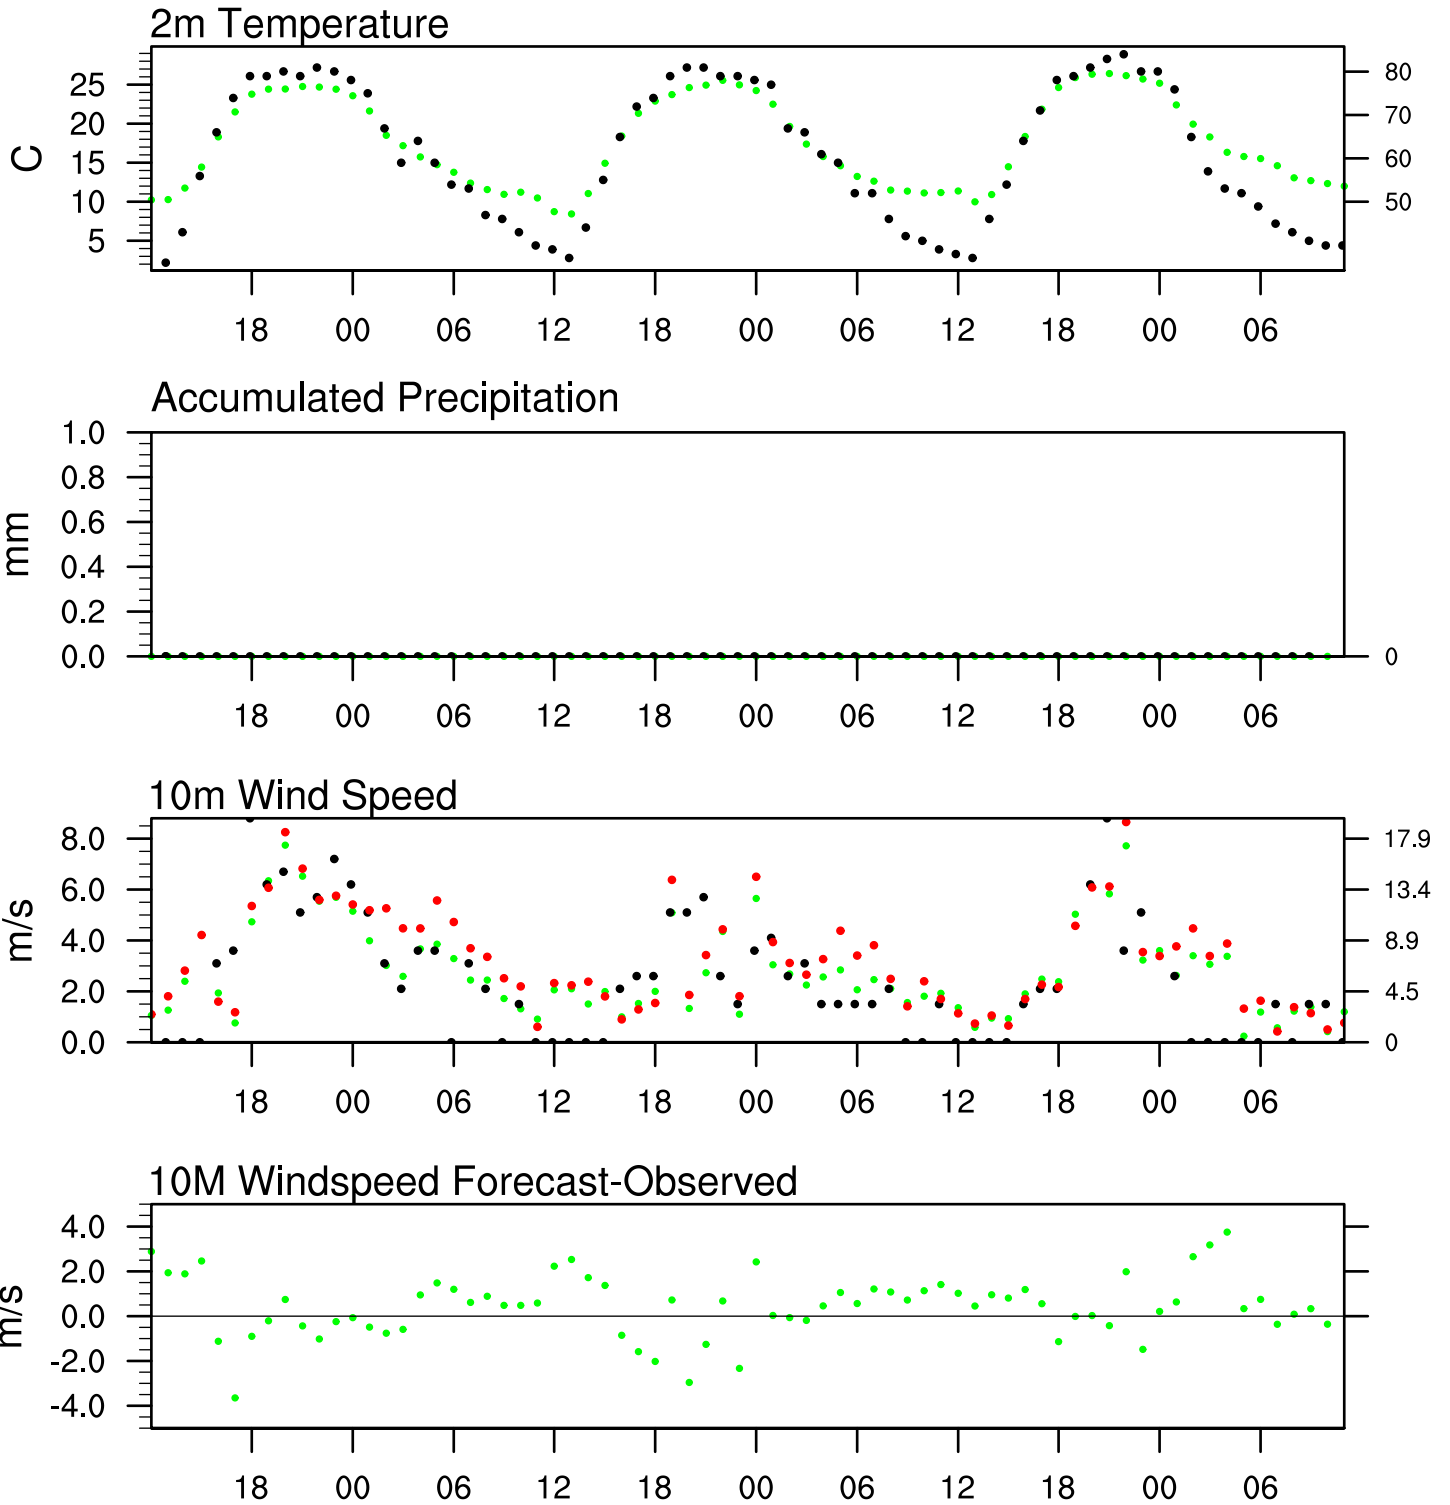 2m Temperature
25
20
15
10
5
C
80
70
60
50
18 00 06 12 18 00 06 12 18 00 06
Accumulated Precipitation
1.0
0.8
0.6
0.4
0.2
0.0
mm
0
18 00 06 12 18 00 06 12 18 00 06
10m Wind Speed
8.0
6.0
4.0
2.0
0.0
m/s
17.9
13.4
8.9
4.5
0
18 00 06 12 18 00 06 12 18 00 06
10M Windspeed Forecast-Observed
4.0
2.0
0.0
-2.0
-4.0
m/s
18 00 06 12 18 00 06 12 18 00 06